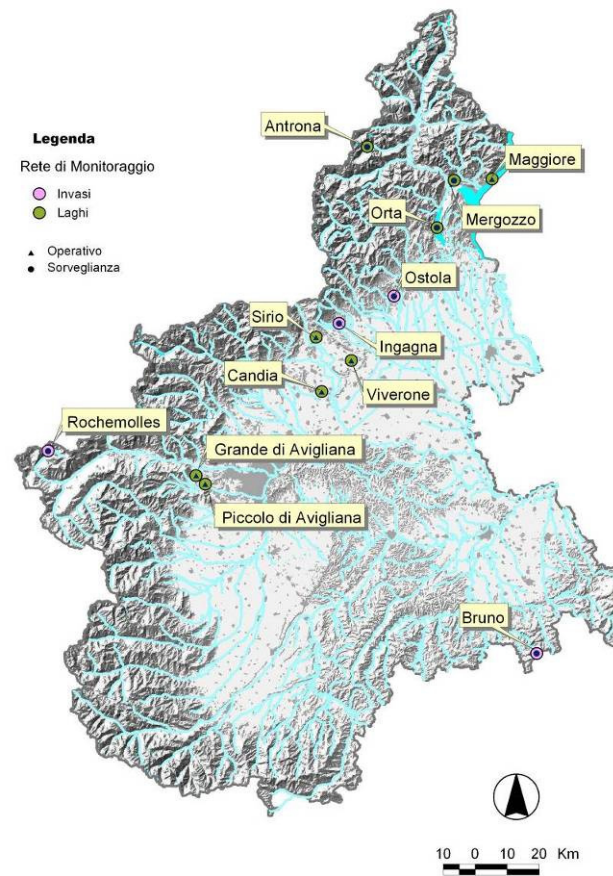 Legenda
Rete di Monitoraggio
Invasi
Laghi
Operativo
Sorveglianza
Antrona
Maggiore
Mergozzo
Orta
Ostola
Sirio
Ingagna
Candia
Viverone
Rochemolles
Grande di Avigliana
Piccolo di Avigliana
Bruno
10 0 10 20 Km